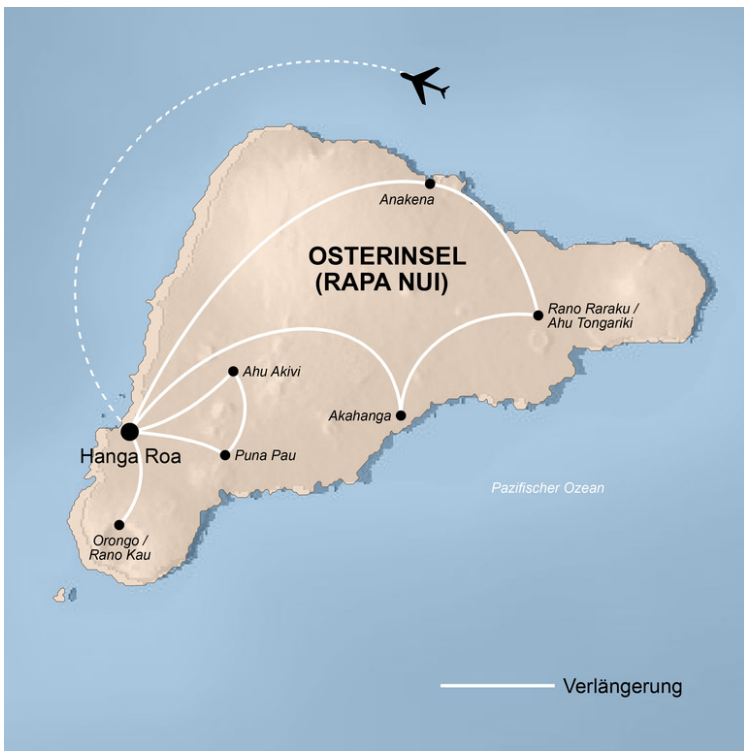 Anakena
OSTERINSEL
(RAPA NUI)
Rano Raraku /
Ahu Tongariki
Ahu Akivi
Akahanga
Hanga Roa
Puna Pau
Pazifischer Ozean
Orongo /
Rano Kau
Verlängerung